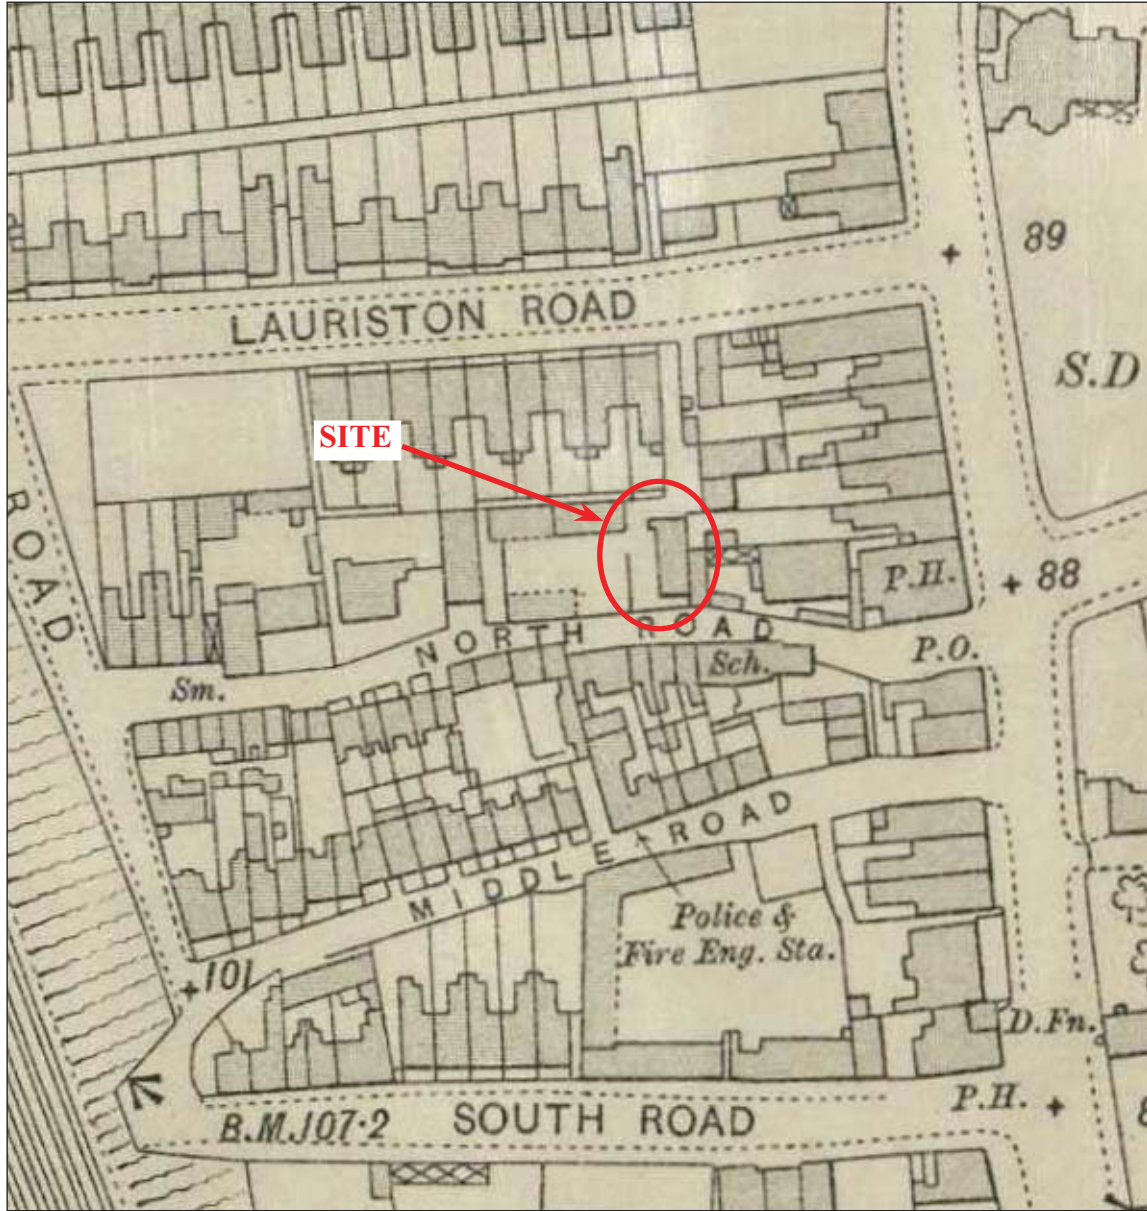 89
LAURISTON ROAD
S.D
SITE
ROAD
P.H.
88
NORTH ROAD
Sch.
P.O.
Sm.
MIDDLE ROAD
Police &
Fire Eng. Sta.
101
D.Fn.
B.M.107·2
SOUTH ROAD
P.H.